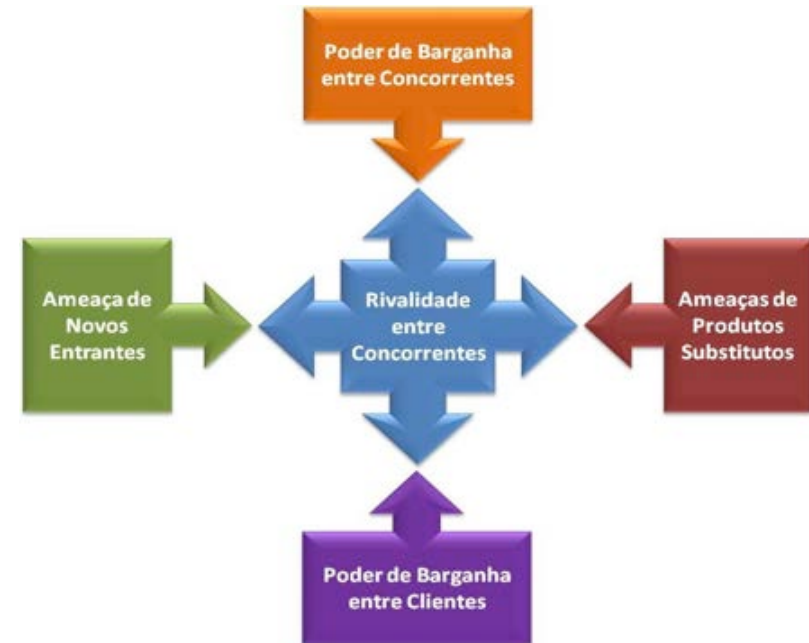 Poder de Barganha
entre Concorrentes
Ameaça de
Novos
Entrantes
Rivalidade
entre
Concorrentes
Ameaças de
Produtos
Substitutos
Poder de Barganha
entre Clientes